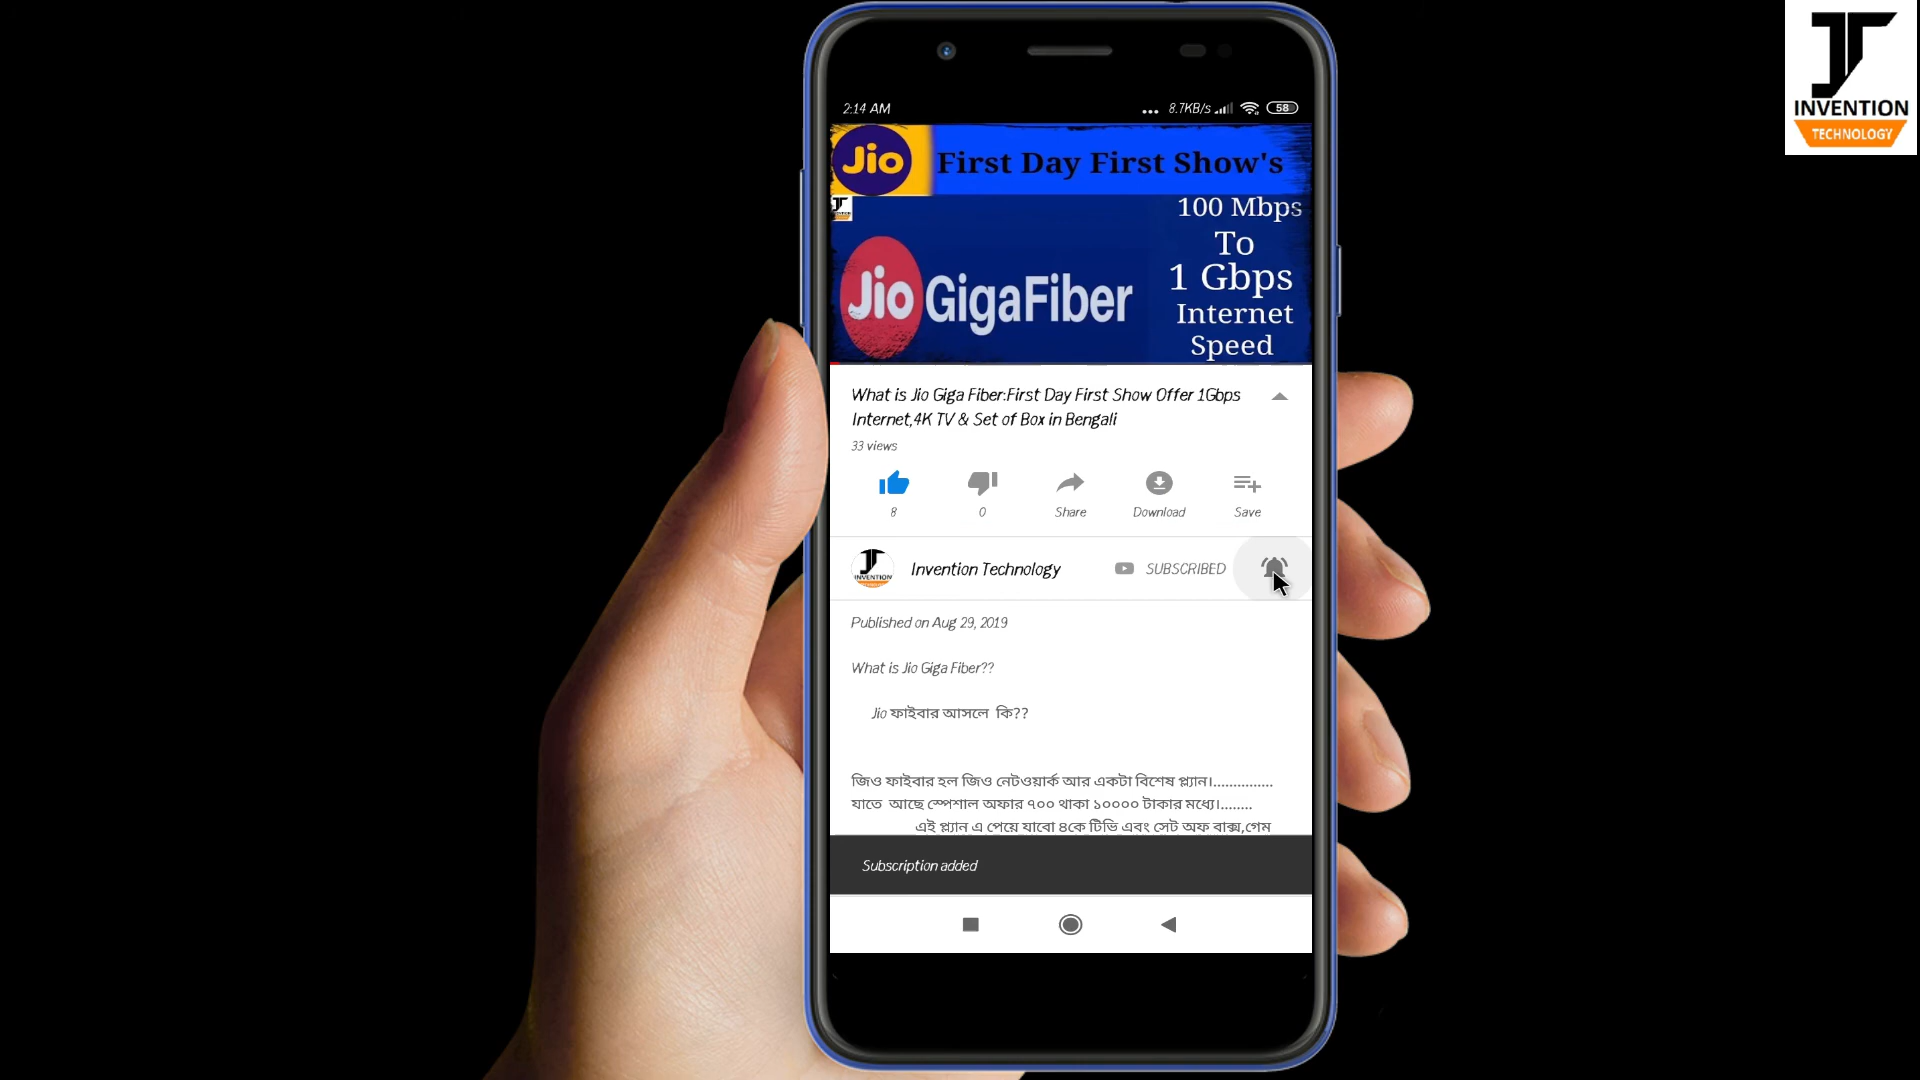 JT
INVENTION
TECHNOLOGY
2:14 AM
... 8.7KB/s 58
Jio First Day First Show's
100 Mbps
To
1 Gbps
Internet
Speed
Jio GigaFiber
What is Jio Giga Fiber:First Day First Show Offer 1Gbps
Internet,4K TV & Set of Box in Bengali
33 views
8 0 Share Download Save
INVENTION
Invention Technology SUBSCRIBED
Published on Aug 29, 2019
What is Jio Giga Fiber??
Jio ফাইবার আসলে কি??
জিও ফাইবার হল জিও নেটওয়ার্ক আর একটা বিশেষ প্ল্যান।...............
যাতে আছে স্পেশাল অফার ৭০০ থাকা ১০০০০ টাকার মধ্যে।........
এই প্ল্যান এ পেয়ে যাবো ৪কে টিভি এবং সেট অফ বাক্স,গেম
Subscription added